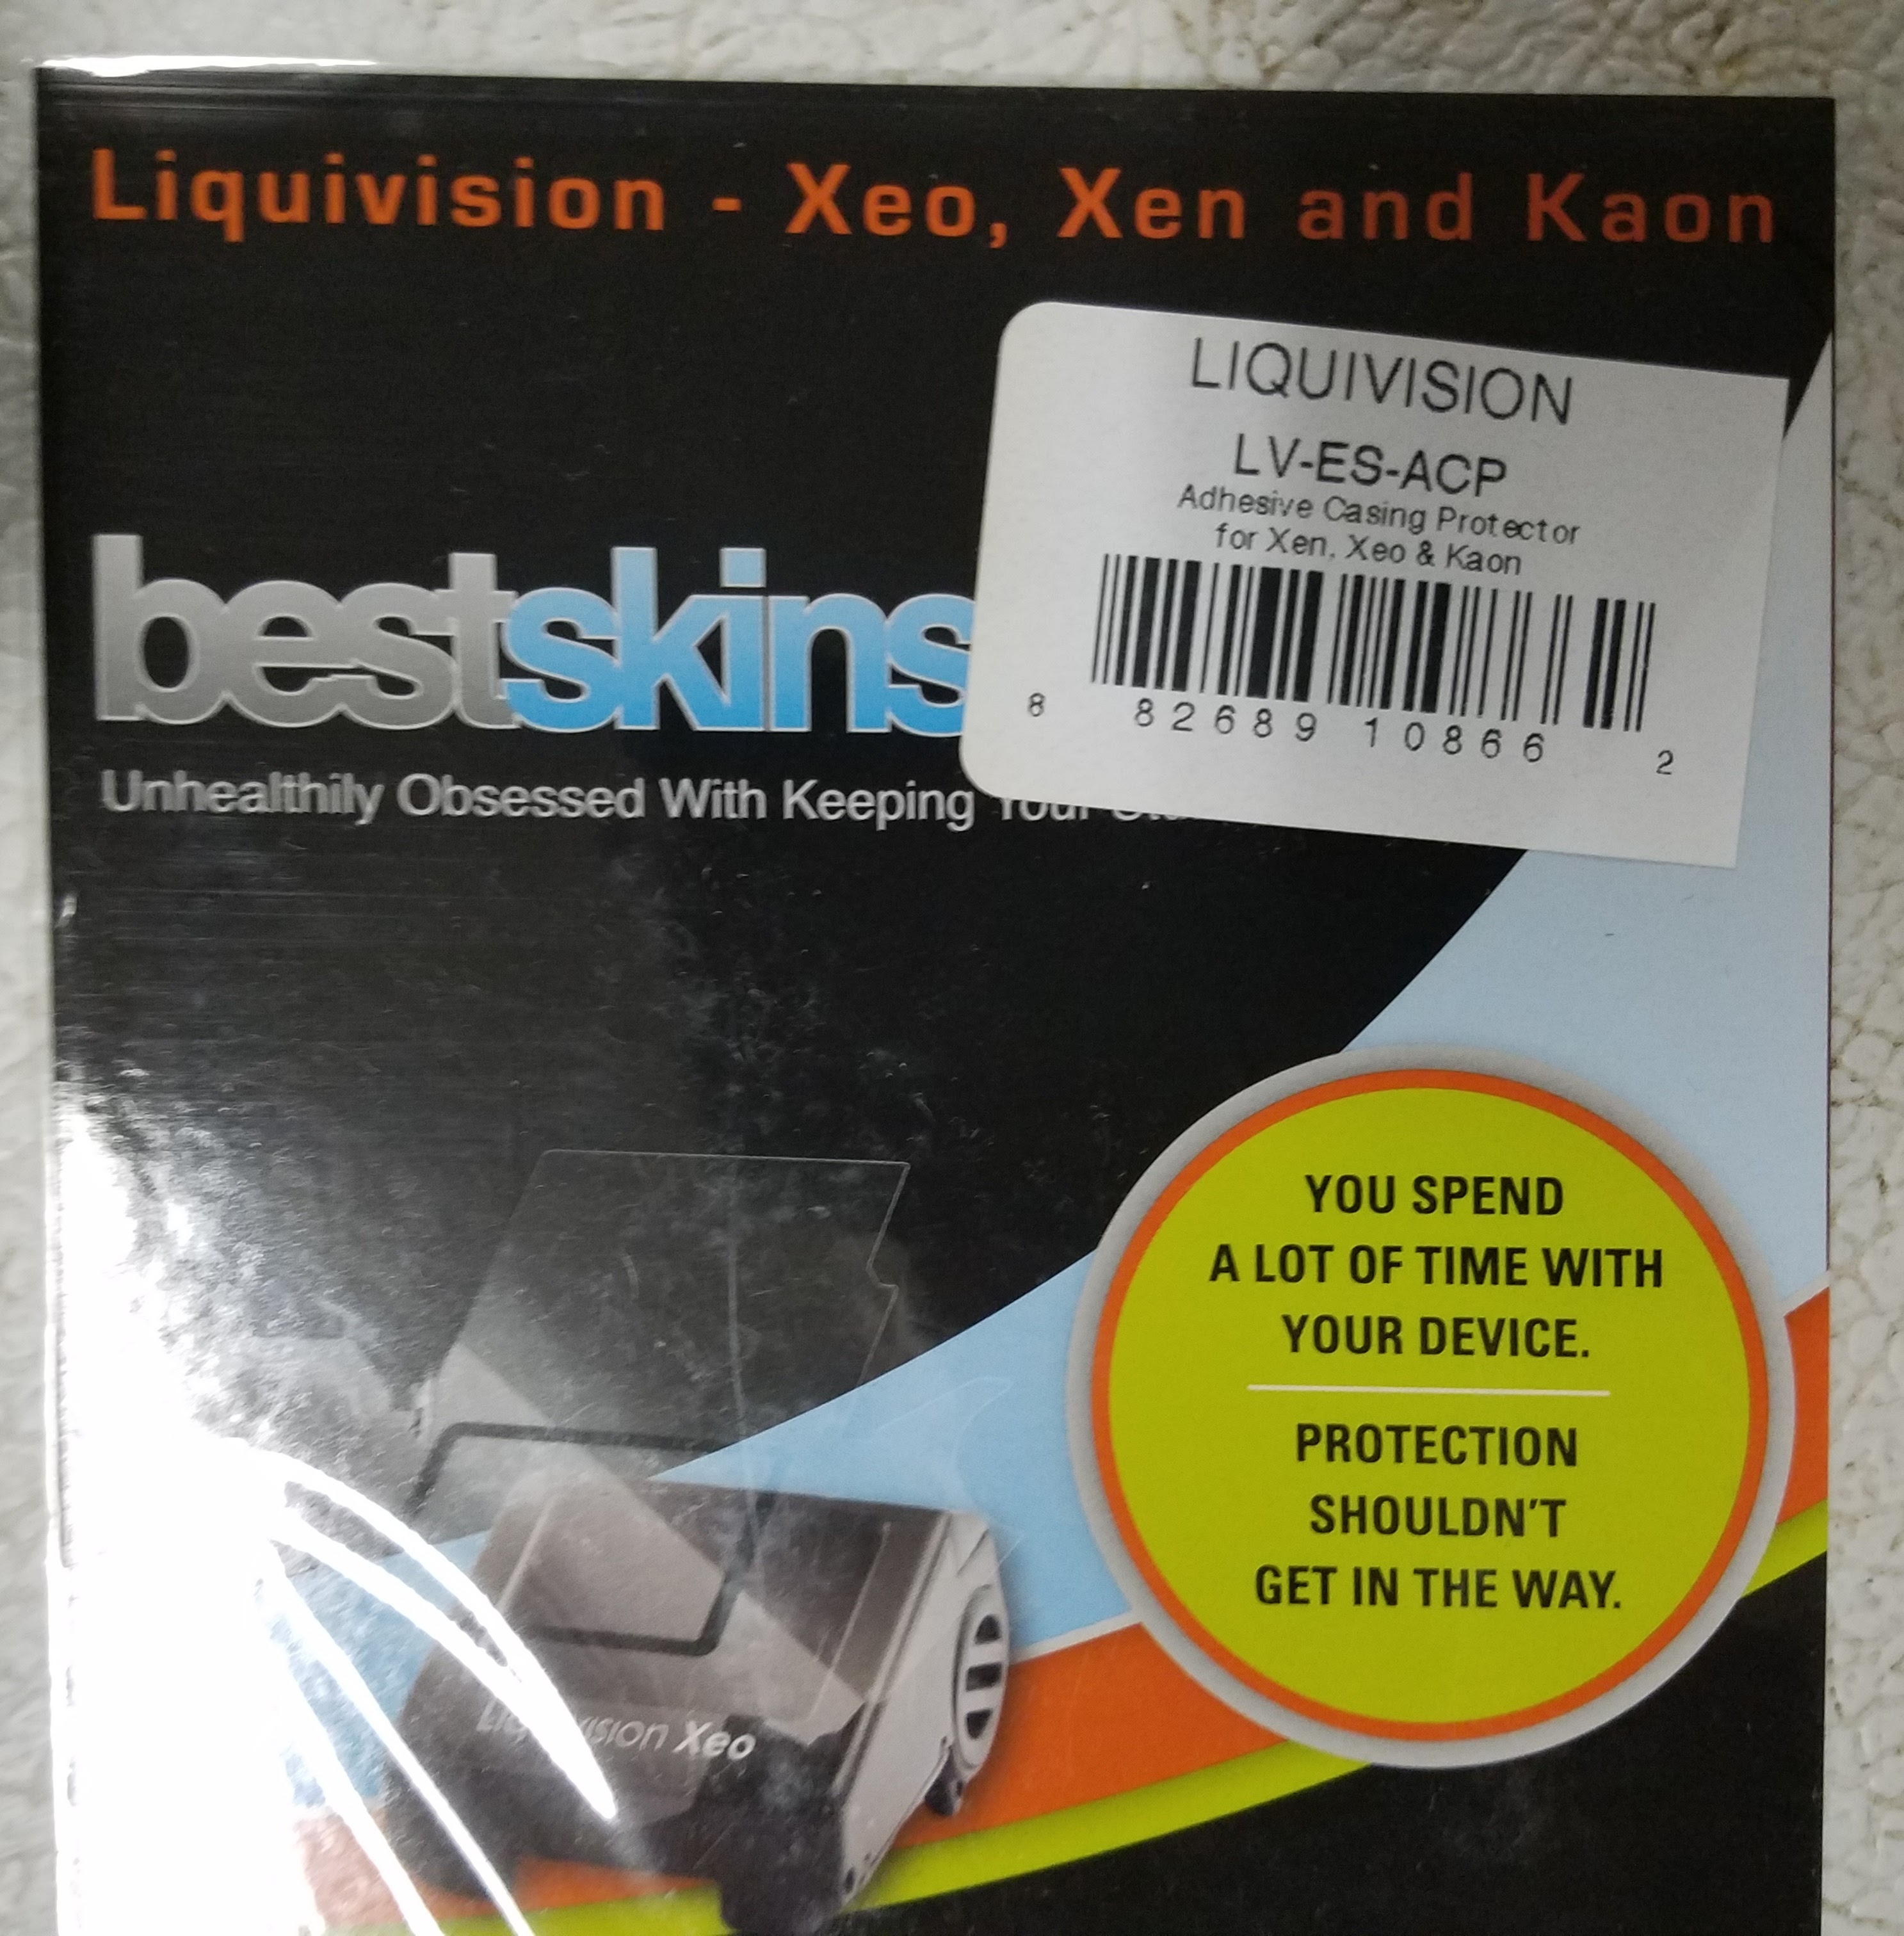 Liquivision - Xeo, Xen and Kaon
LIQUIVISION
LV-ES-ACP
Adhesive Casing Protector
for Xen, Xeo & Kaon
8 82689 10866 2
bestskins
Unhealthily Obsessed With Keeping Your
YOU SPEND
A LOT OF TIME WITH
YOUR DEVICE.
PROTECTION
SHOULDN'T
GET IN THE WAY.
Liquivision Xeo